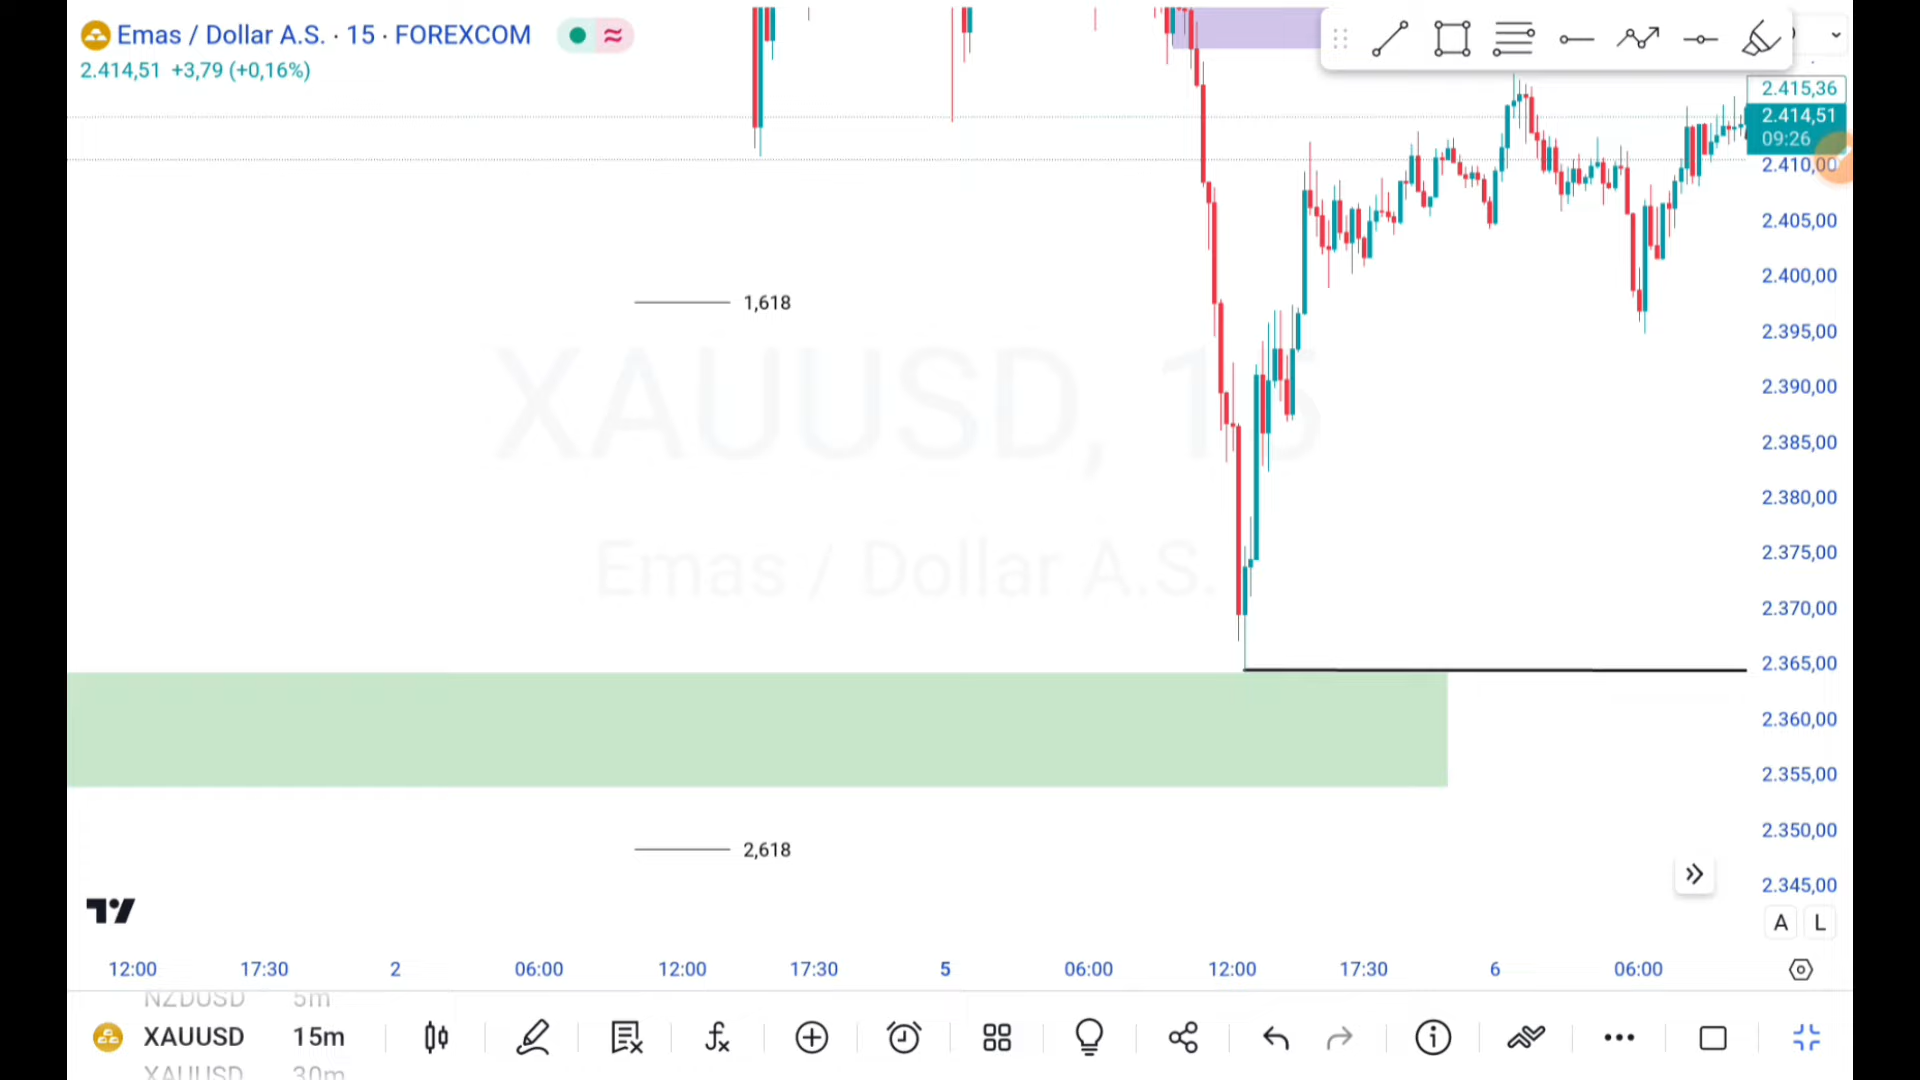 Emas / Dollar A.S. · 15 · FOREXCOM
2.414,51 +3,79 (+0,16%)
2.415,36
2.414,51
09:26
2.410,00
2.405,00
2.400,00
2.395,00
2.390,00
2.385,00
2.380,00
2.375,00
2.370,00
2.365,00
2.360,00
2.355,00
2.350,00
2.345,00
1,618
XAUUSD, 15
Emas / Dollar A.S.
2,618
A L
12:00 17:30 2 06:00 12:00 17:30 5 06:00 12:00 17:30 6 06:00
NZDUSD 5m
XAUUSD 15m
XAUUSD 30m